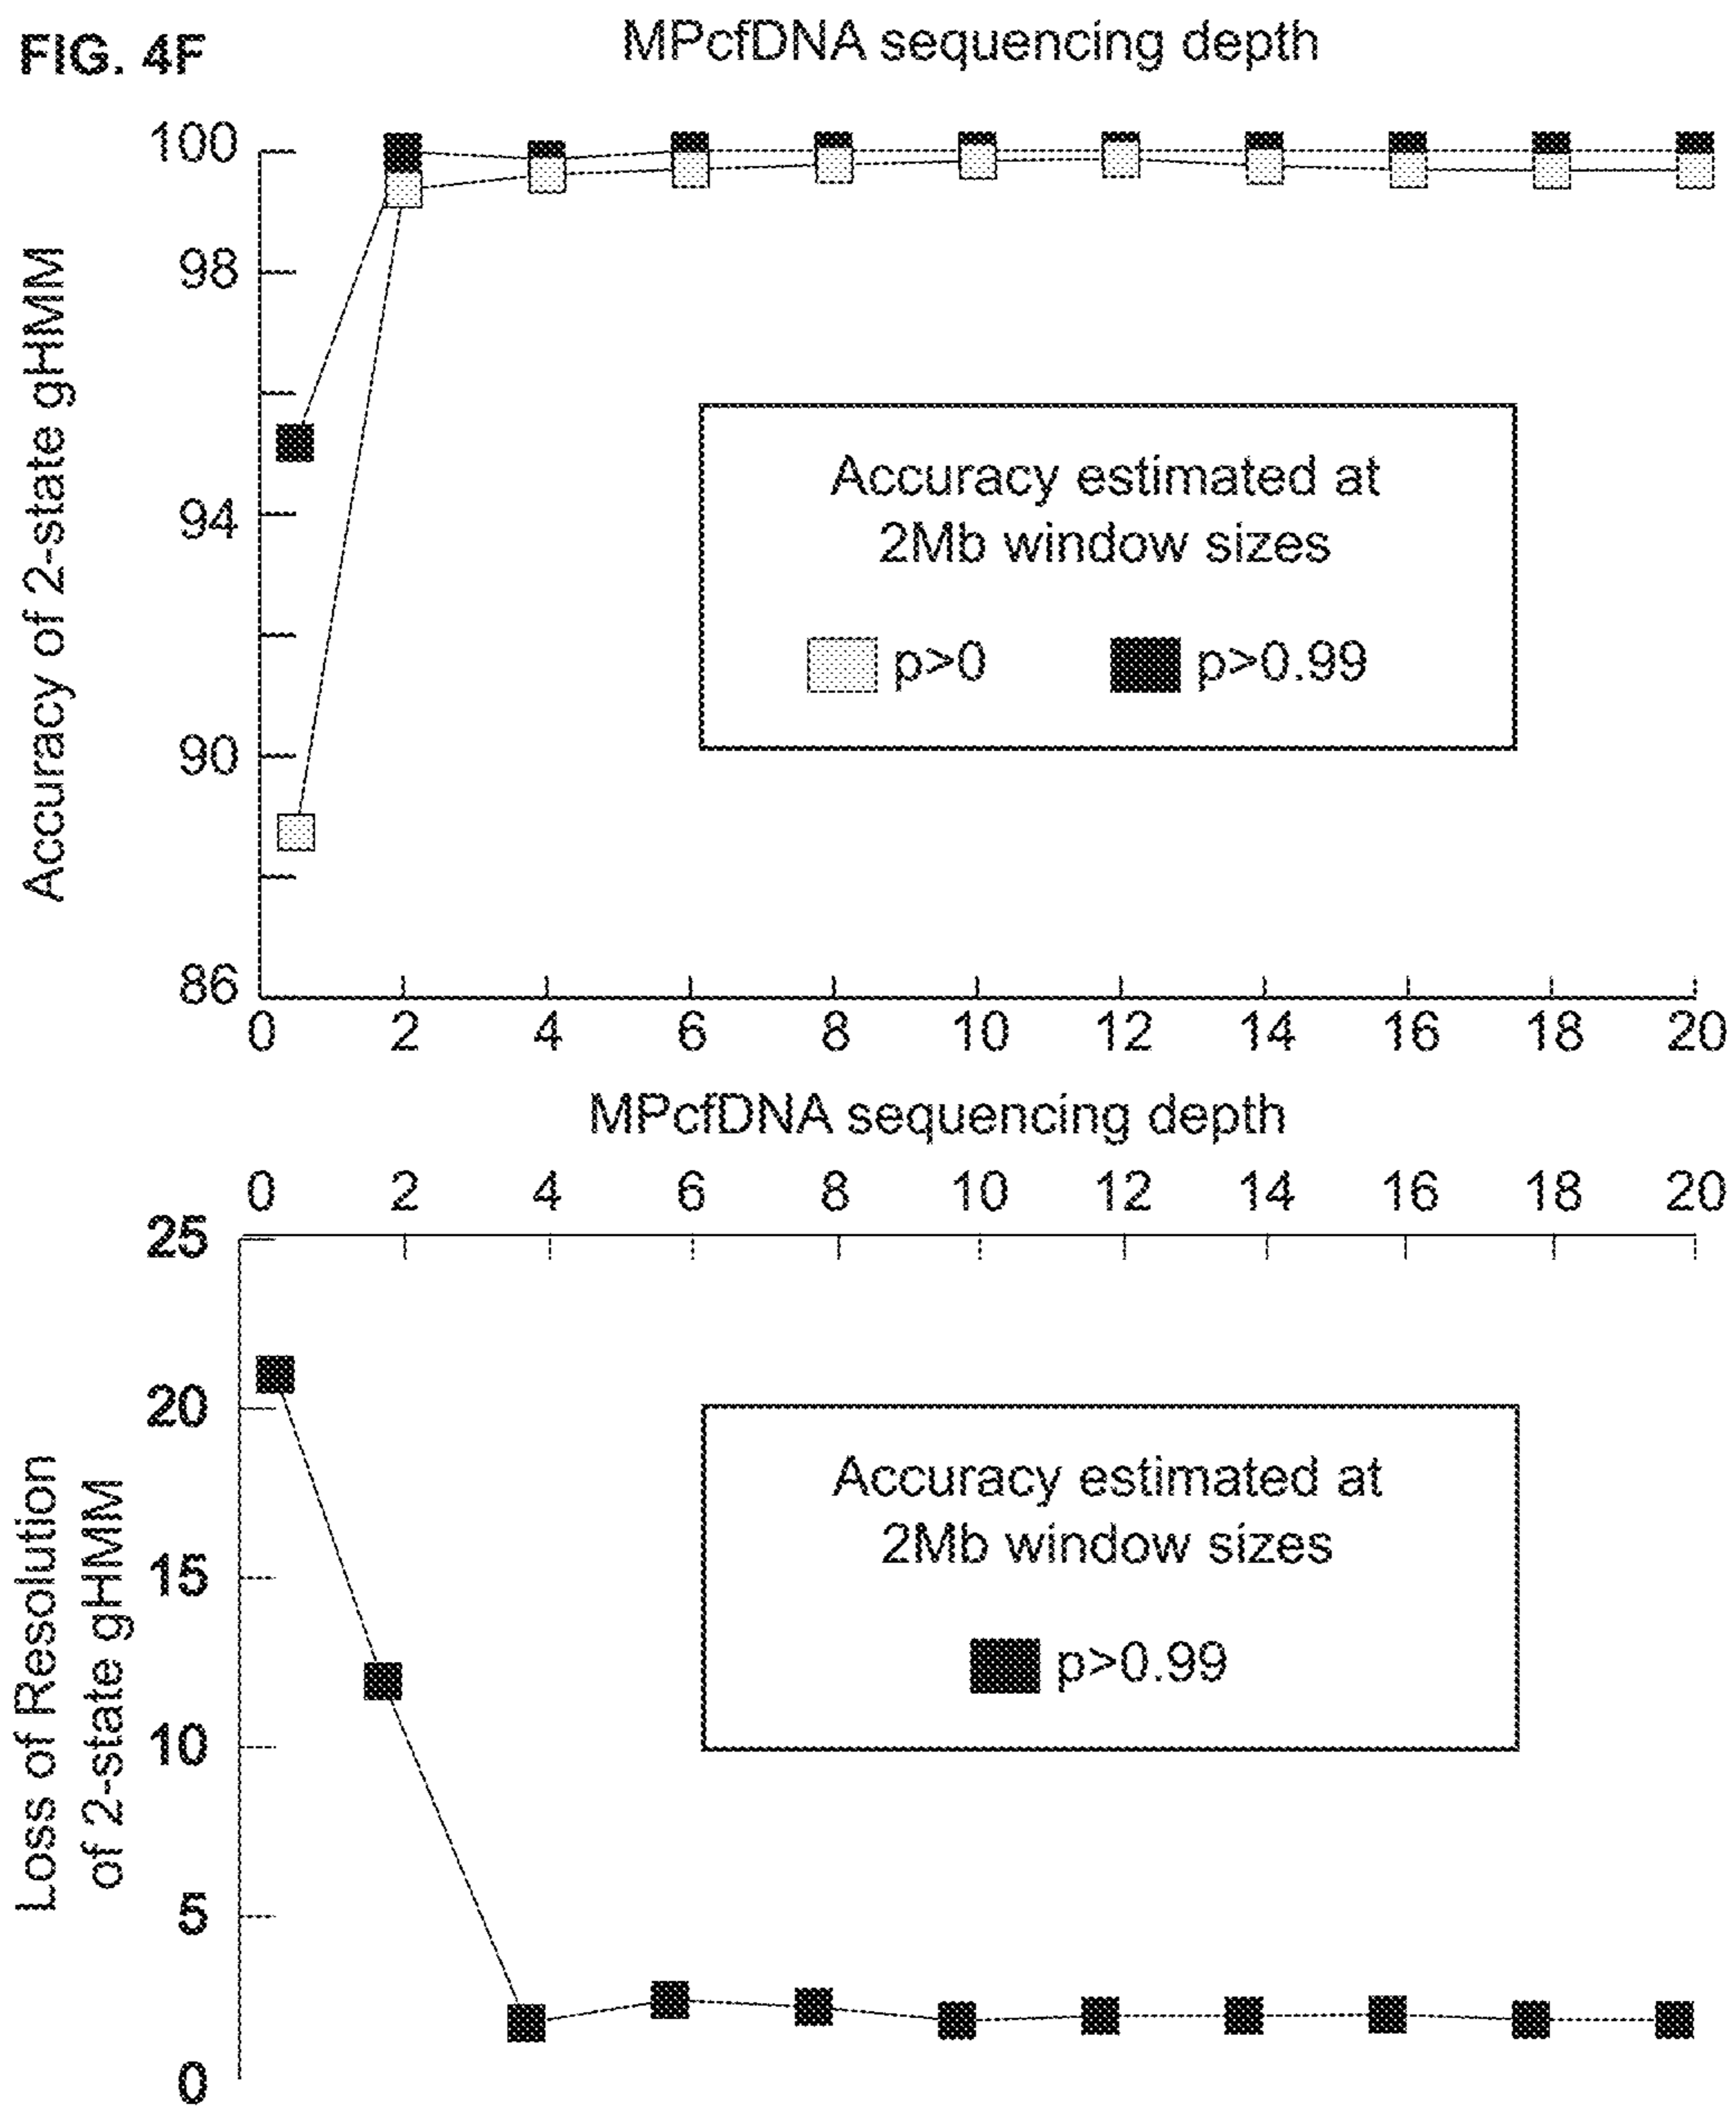 FIG. 4F
MPcfDNA sequencing depth
Accuracy of 2-state gHMM
100
98
94
90
86
Accuracy estimated at
2Mb window sizes
p>0 p>0.99
0 2 4 6 8 10 12 14 16 18 20
MPcfDNA sequencing depth
0 2 4 6 8 10 12 14 16 18 20
Loss of Resolution
of 2-state gHMM
25
20
15
10
5
0
Accuracy estimated at
2Mb window sizes
p>0.99